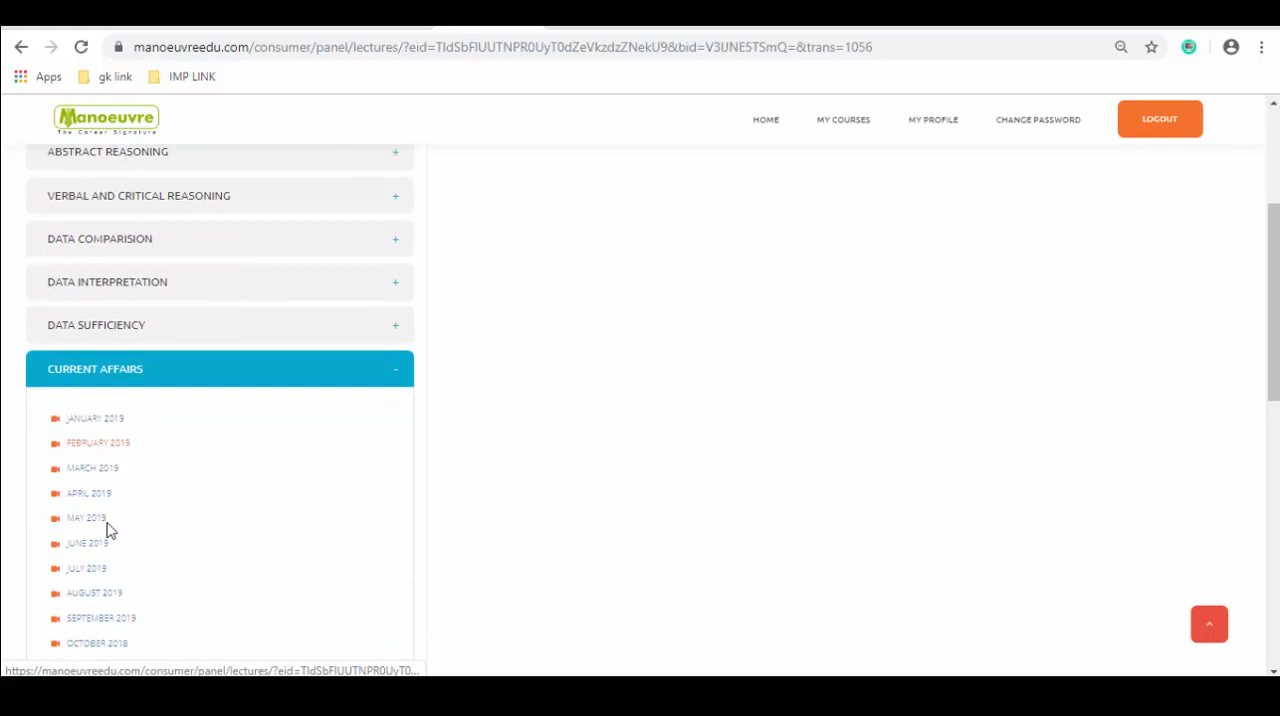 manoeuvreedu.com/consumer/panel/lectures/?eid=TldSbFlUUTNPR0UyT0dZeVkzdzZNekU9&bid=V3lJNE5TSmQ=&trans=1056
Apps gk link IMP LINK
Manoeuvre
The Career Signature
HOME MY COURSES MY PROFILE CHANGE PASSWORD LOGOUT
ABSTRACT REASONING +
VERBAL AND CRITICAL REASONING +
DATA COMPARISION +
DATA INTERPRETATION +
DATA SUFFICIENCY +
CURRENT AFFAIRS -
JANUARY 2019
FEBRUARY 2019
MARCH 2019
APRIL 2019
MAY 2019
JUNE 2019
JULY 2019
AUGUST 2019
SEPTEMBER 2019
OCTOBER 2018
https://manoeuvreedu.com/consumer/panel/lectures/?eid=TldSbFlUUTNPR0UyT0...